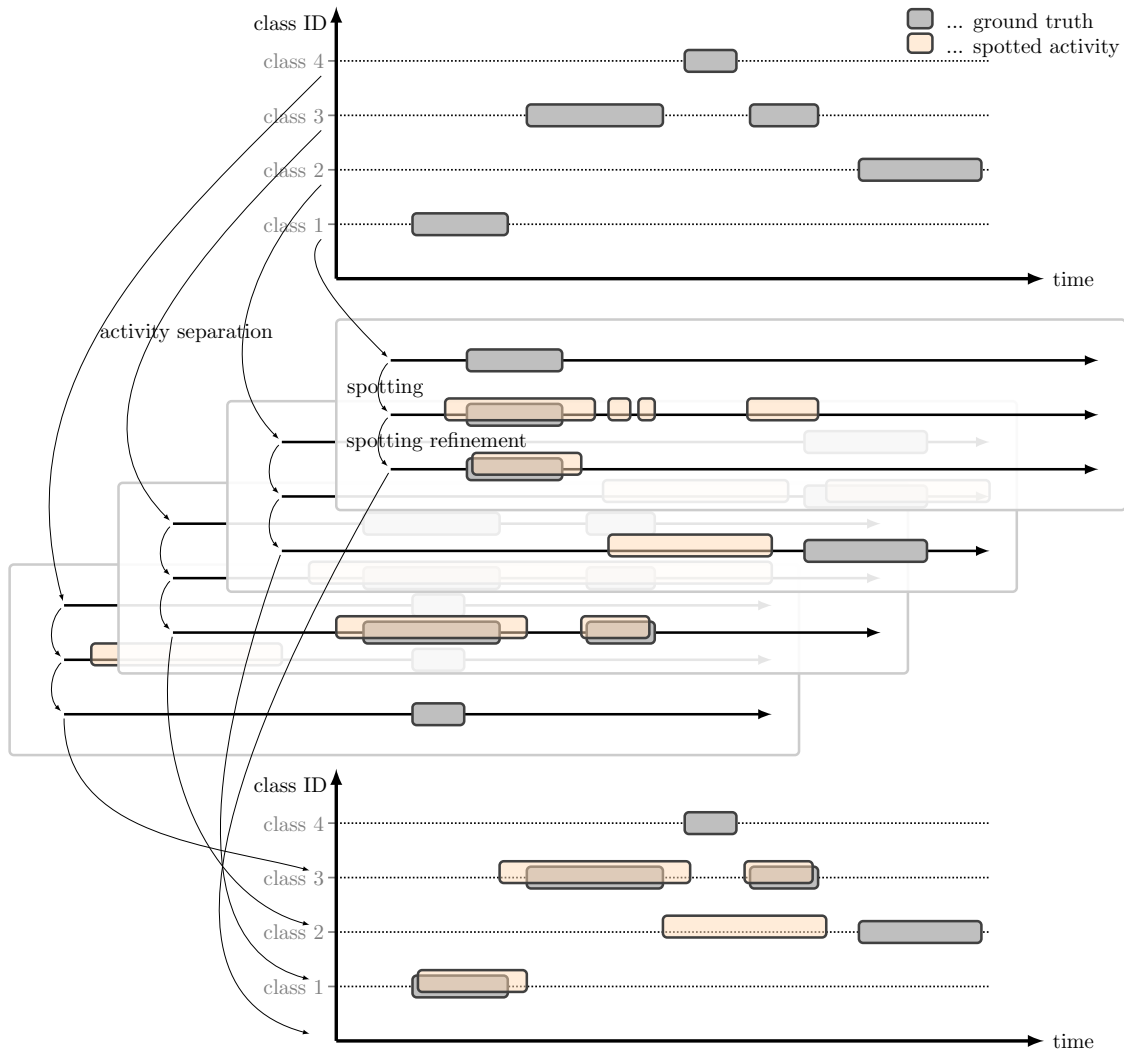 class ID
... ground truth
... spotted activity
class 4
class 3
class 2
class 1
time
activity separation
spotting
spotting refinement
class ID
class 4
class 3
class 2
class 1
time